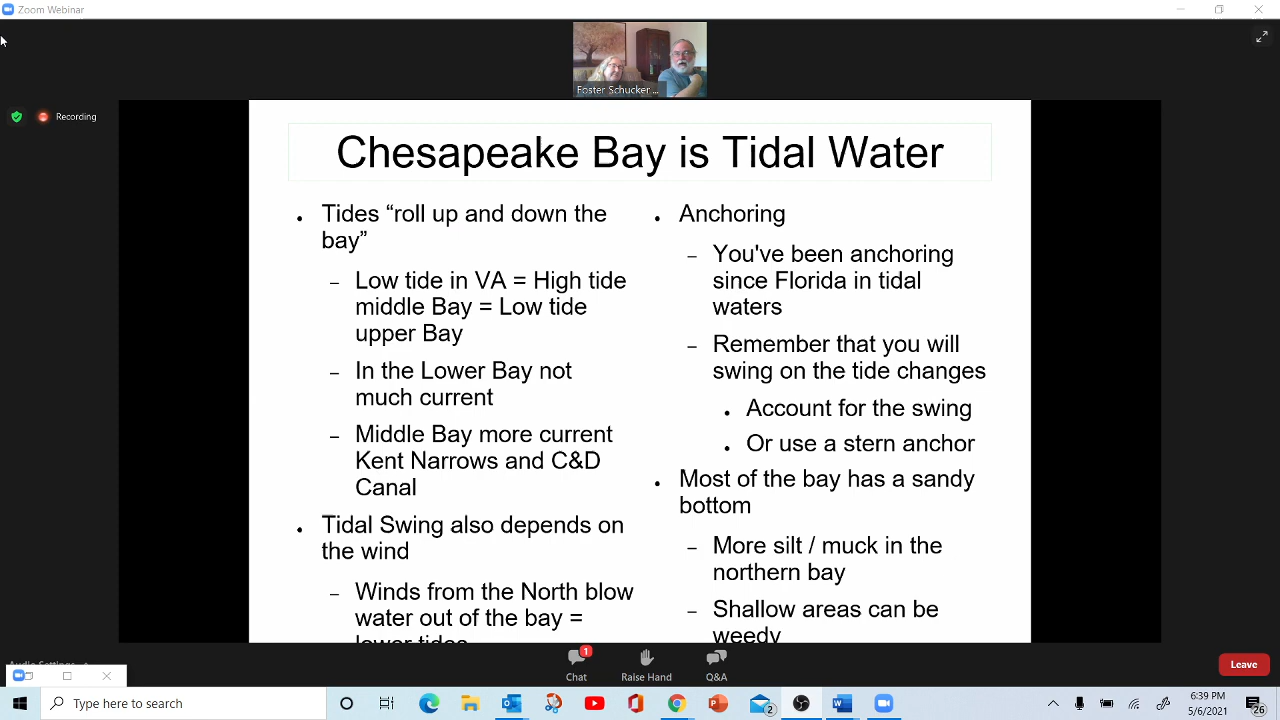 Zoom Webinar
Foster Schucker ...
Recording
Chesapeake Bay is Tidal Water
• Tides “roll up and down the
bay”
– Low tide in VA = High tide
middle Bay = Low tide
upper Bay
– In the Lower Bay not
much current
– Middle Bay more current
Kent Narrows and C&D
Canal
• Tidal Swing also depends on
the wind
– Winds from the North blow
water out of the bay =
lower tides
• Anchoring
– You've been anchoring
since Florida in tidal
waters
– Remember that you will
swing on the tide changes
• Account for the swing
• Or use a stern anchor
• Most of the bay has a sandy
bottom
– More silt / muck in the
northern bay
– Shallow areas can be
weedy
Audio Settings
1
Chat
Raise Hand
Q&A
Leave
Type here to search
2
6:39 PM
5/6/2021
26